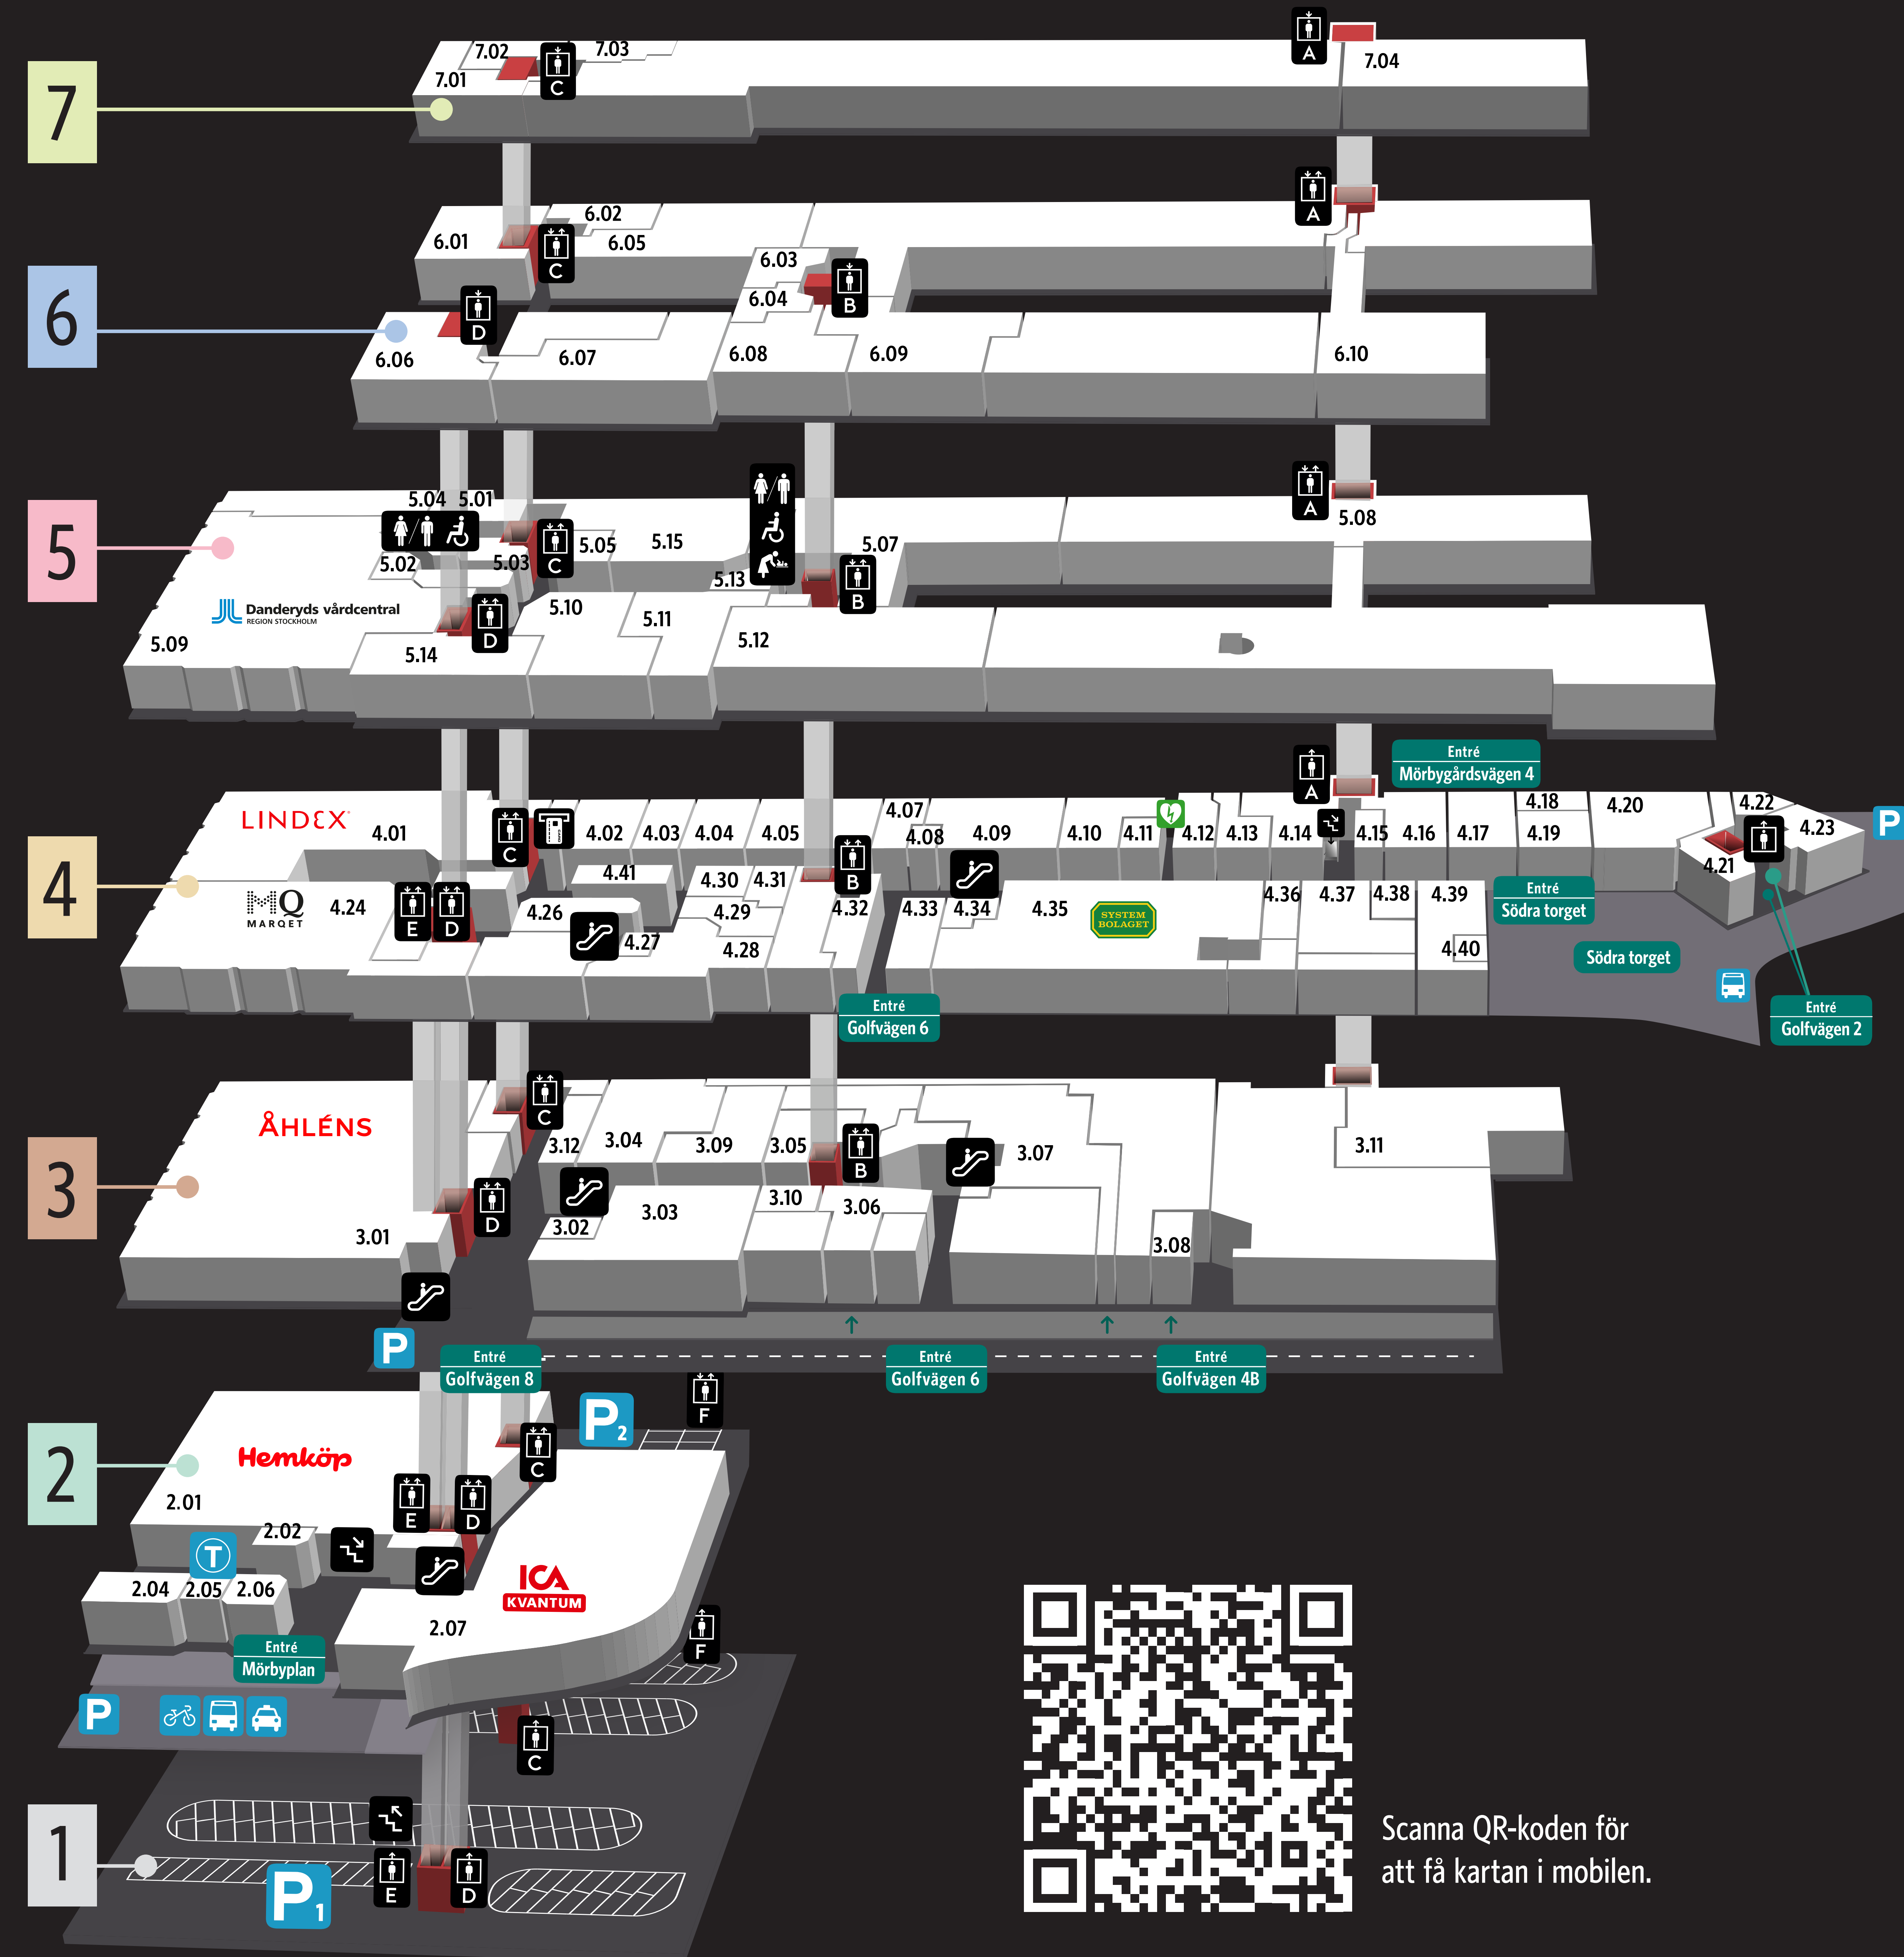 7
7.01
7.02
C
7.03
A
7.04
6
6.01
C
6.02
6.05
6.03
6.04
B
A
D
6.06
6.07
6.08
6.09
6.10
5
5.04
5.01
5.02
5.03
C
5.05
5.15
5.13
5.07
B
A
5.08
Danderyds vårdcentral
REGION STOCKHOLM
5.09
D
5.14
5.10
5.11
5.12
4
LINDEX
4.01
C
4.02
4.03
4.04
4.05
4.07
4.08
4.09
4.10
4.11
4.12
4.13
4.14
A
4.15
4.16
4.17
4.18
4.19
4.20
4.21
4.22
4.23
P
Entré
Mörbygårdsvägen 4
MQ
MARQET
4.24
E
D
4.26
4.27
4.41
4.30
4.31
4.29
4.28
B
4.32
4.33
4.34
4.35
SYSTEM
BOLAGET
4.36
4.37
4.38
4.39
4.40
Entré
Södra torget
Södra torget
Entré
Golfvägen 6
Entré
Golfvägen 2
3
ÅHLÉNS
3.01
C
D
3.12
3.04
3.09
3.05
B
3.07
3.11
3.02
3.03
3.10
3.06
3.08
P
Entré
Golfvägen 8
Entré
Golfvägen 6
Entré
Golfvägen 4B
2
Hemköp
2.01
P2
F
C
E
D
2.02
T
2.04
2.05
2.06
ICA
KVANTUM
2.07
F
Entré
Mörbyplan
P
C
1
P1
E
D
Scanna QR-koden för
att få kartan i mobilen.